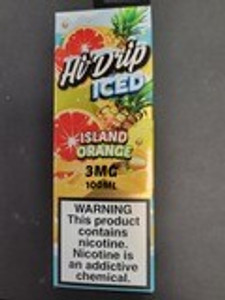 Hi-Drip
ICED
ISLAND
ORANGE
3MG
100ML
WARNING
This product
contains
nicotine.
Nicotine is
an addictive
chemical.